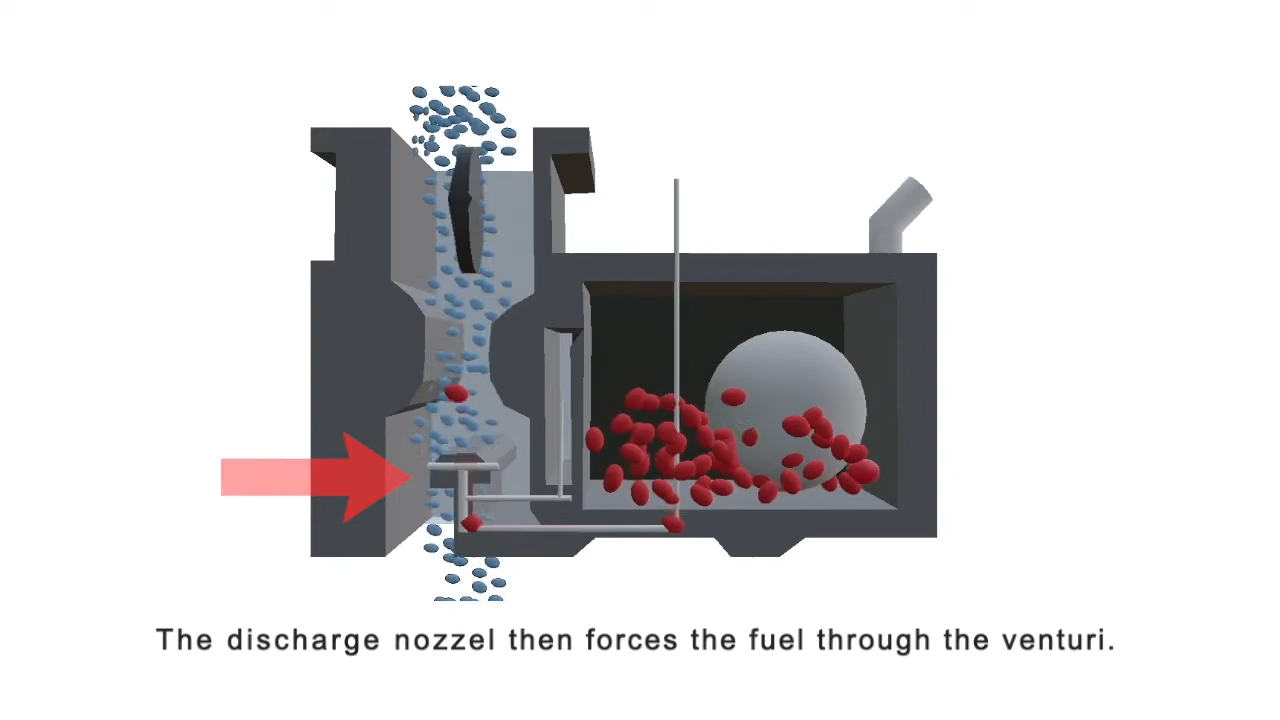 The discharge nozzel then forces the fuel through the venturi.